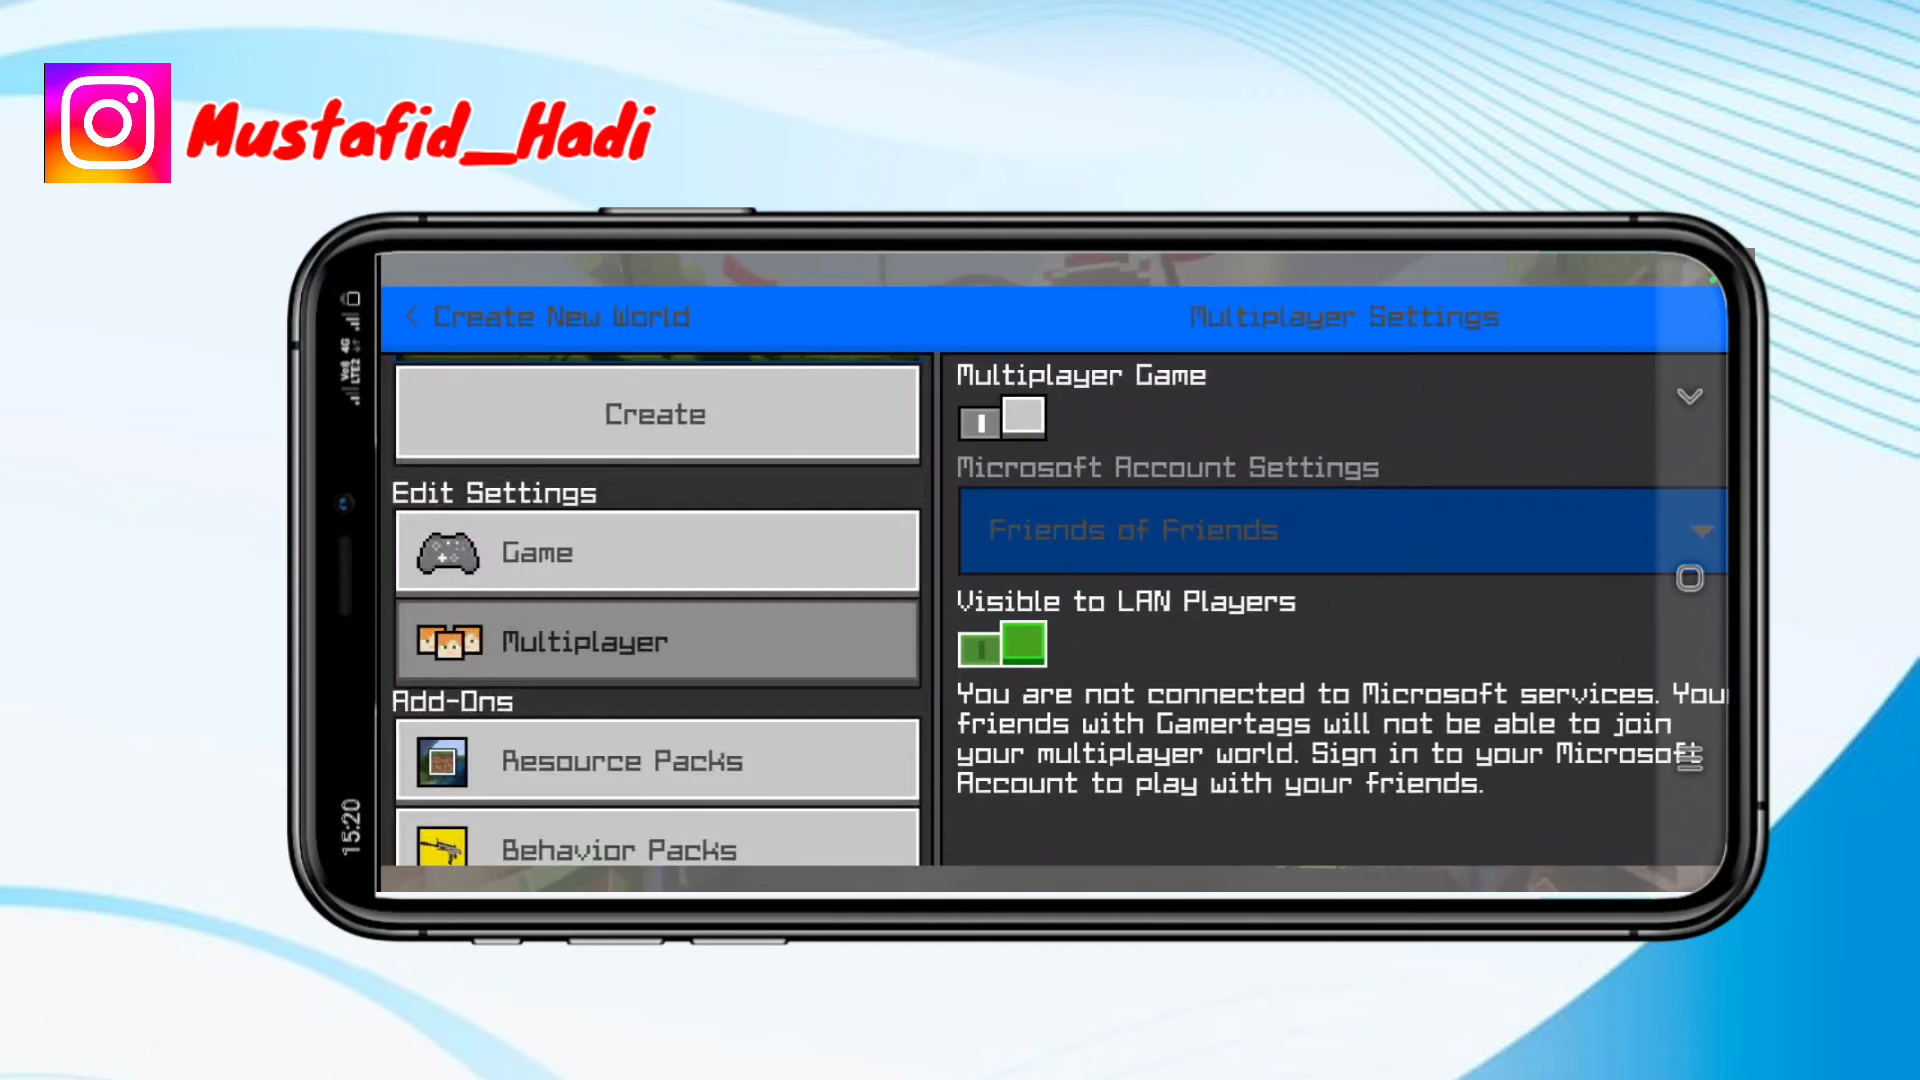 Mustafid_Hadi
Vo0 4G
LTE2
15:20
Create New World
Multiplayer Settings
Create
Edit Settings
Game
Multiplayer
Add-Ons
Resource Packs
Behavior Packs
Multiplayer Game
Microsoft Account Settings
Friends of Friends
Visible to LAN Players
You are not connected to Microsoft services. You
friends with Gamertags will not be able to join
your multiplayer world. Sign in to your Microsoft
Account to play with your friends.